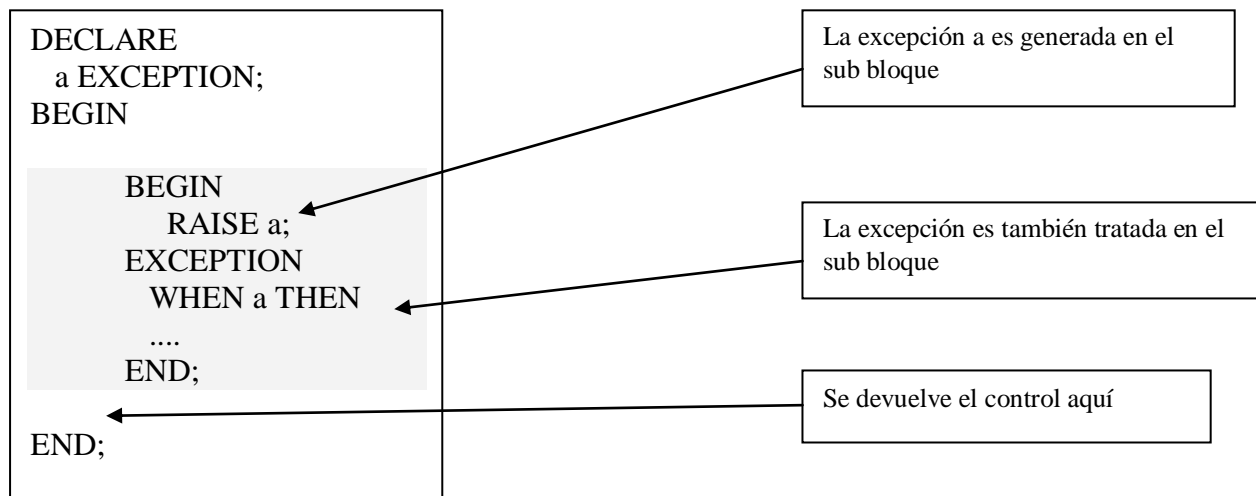 DECLARE
a EXCEPTION;
BEGIN
BEGIN
RAISE a;
EXCEPTION
WHEN a THEN
....
END;
END;
La excepción a es generada en el
sub bloque
La excepción es también tratada en el
sub bloque
Se devuelve el control aquí